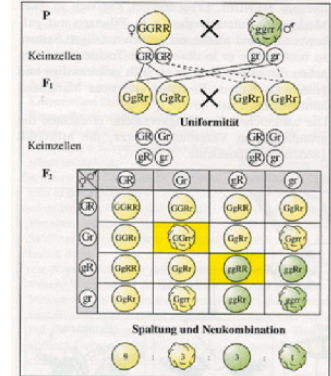 P
♀ GGRR × ggrr ♂
Keimzellen GR GR gr gr
F₁ GgRr GgRr × GgRr GgRr
Uniformität
Keimzellen GR Gr GR Gr
gR gr gR gr
F₂
♀♂ GR Gr gR gr
GR GGRR GGRr GgRR GgRr
Gr GGRr GGrr GgRr Ggrr
gR GgRR GgRr ggRR ggRr
gr GgRr Ggrr ggRr ggrr
Spaltung und Neukombination
9 : 3 : 3 : 1